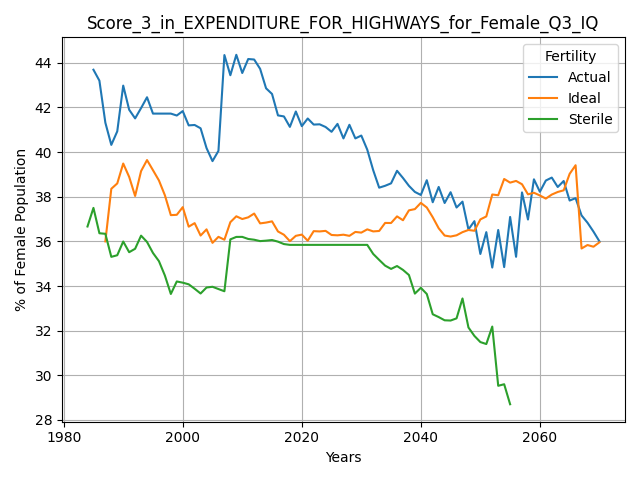 Score_3_in_EXPENDITURE_FOR_HIGHWAYS_for_Female_Q3_IQ
Fertility
Actual
Ideal
Sterile
% of Female Population
44
42
40
38
36
34
32
30
28
1980
2000
2020
2040
2060
Years